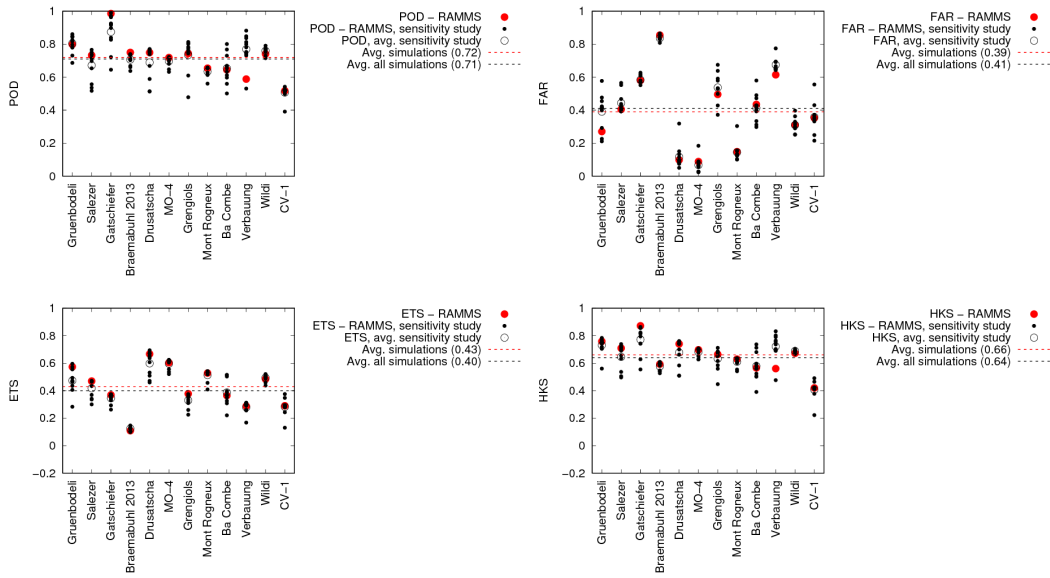 POD − RAMMS
POD − RAMMS, sensitivity study
POD, avg. simulations
Avg. simulations (0.72)
Avg. all simulations (0.71)
POD
1
0.8
0.6
0.4
0.2
0
Gruenbodeli
Salezer
Gatschiefer
Braemabuhl 2013
Drusatscha
MO−4
Grengiols
Mont Rogneux
Ba Combe
Verbauung
Wildi
CV−1
FAR − RAMMS
FAR − RAMMS, sensitivity study
FAR, avg. simulations
Avg. simulations (0.39)
Avg. all simulations (0.41)
FAR
1
0.8
0.6
0.4
0.2
0
Gruenbodeli
Salezer
Gatschiefer
Braemabuhl 2013
Drusatscha
MO−4
Grengiols
Mont Rogneux
Ba Combe
Verbauung
Wildi
CV−1
ETS − RAMMS
ETS − RAMMS, sensitivity study
ETS, avg. simulations
Avg. simulations (0.43)
Avg. all simulations (0.40)
ETS
1
0.8
0.6
0.4
0.2
0
−0.2
Gruenbodeli
Salezer
Gatschiefer
Braemabuhl 2013
Drusatscha
MO−4
Grengiols
Mont Rogneux
Ba Combe
Verbauung
Wildi
CV−1
HKS − RAMMS
HKS − RAMMS, sensitivity study
HKS, avg. simulations
Avg. simulations (0.66)
Avg. all simulations (0.64)
HKS
1
0.8
0.6
0.4
0.2
0
−0.2
Gruenbodeli
Salezer
Gatschiefer
Braemabuhl 2013
Drusatscha
MO−4
Grengiols
Mont Rogneux
Ba Combe
Verbauung
Wildi
CV−1